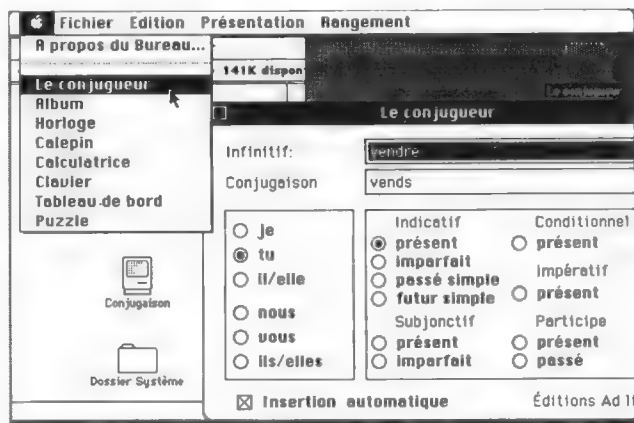 Fichier Edition Présentation Rangement
A propos du Bureau...
141K dispon
Le conjugueur
Album
Horloge
Calepin
Calculatrice
Clavier
Tableau de bord
Puzzle
Conjugaison
Dossier Système
Le conjugueur
Le conjugueur
Infinitif: vendre
Conjugaison vends
je
tu
il/elle
nous
vous
ils/elles
Indicatif
présent
imparfait
passé simple
futur simple
Subjonctif
présent
imparfait
Conditionnel
présent
Impératif
présent
Participe
présent
passé
Insertion automatique
Éditions Ad li